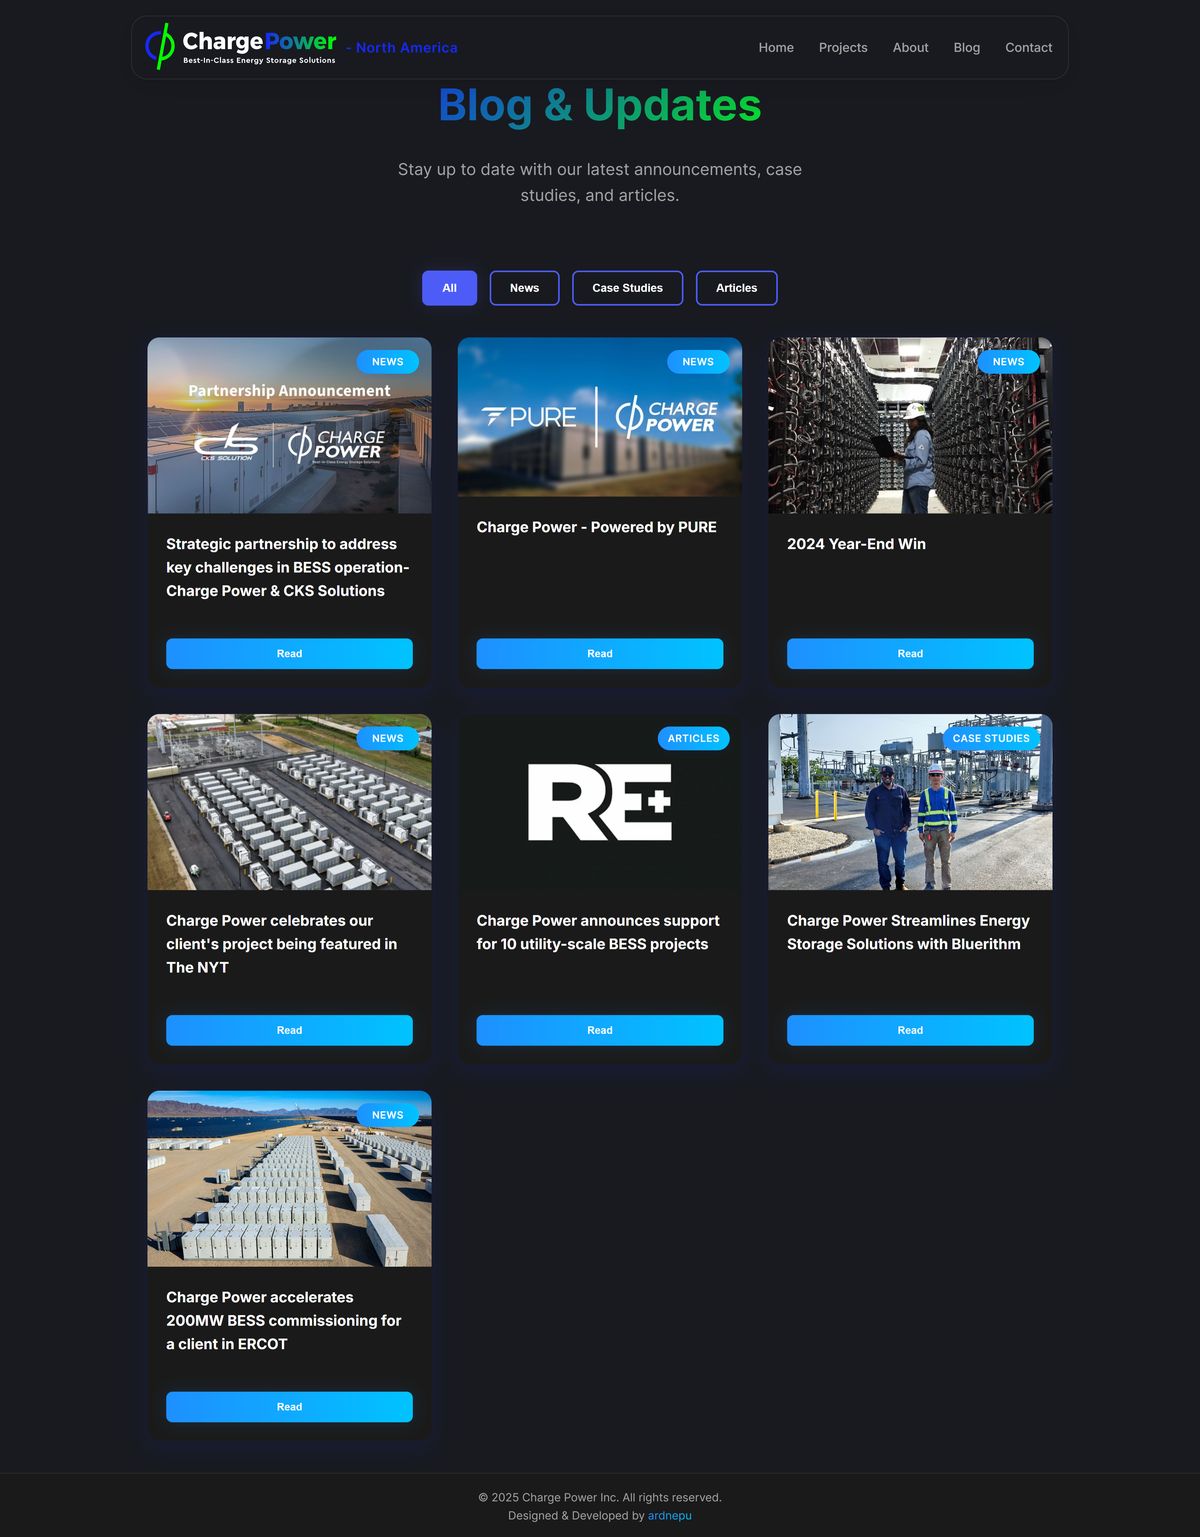 ChargePower
Best-In-Class Energy Storage Solutions
- North America
Home
Projects
About
Blog
Contact
Blog & Updates
Stay up to date with our latest announcements, case
studies, and articles.
All
News
Case Studies
Articles
NEWS
Partnership Announcement
CKS
CKS SOLUTION
CHARGE
POWER
Best-In-Class Energy Storage Solutions
Strategic partnership to address
key challenges in BESS operation-
Charge Power & CKS Solutions
Read
NEWS
PURE
CHARGE
POWER
Charge Power - Powered by PURE
Read
NEWS
2024 Year-End Win
Read
NEWS
Charge Power celebrates our
client's project being featured in
The NYT
Read
ARTICLES
RE+
Charge Power announces support
for 10 utility-scale BESS projects
Read
CASE STUDIES
Charge Power Streamlines Energy
Storage Solutions with Bluerithm
Read
NEWS
Charge Power accelerates
200MW BESS commissioning for
a client in ERCOT
Read
© 2025 Charge Power Inc. All rights reserved.
Designed & Developed by ardnepu